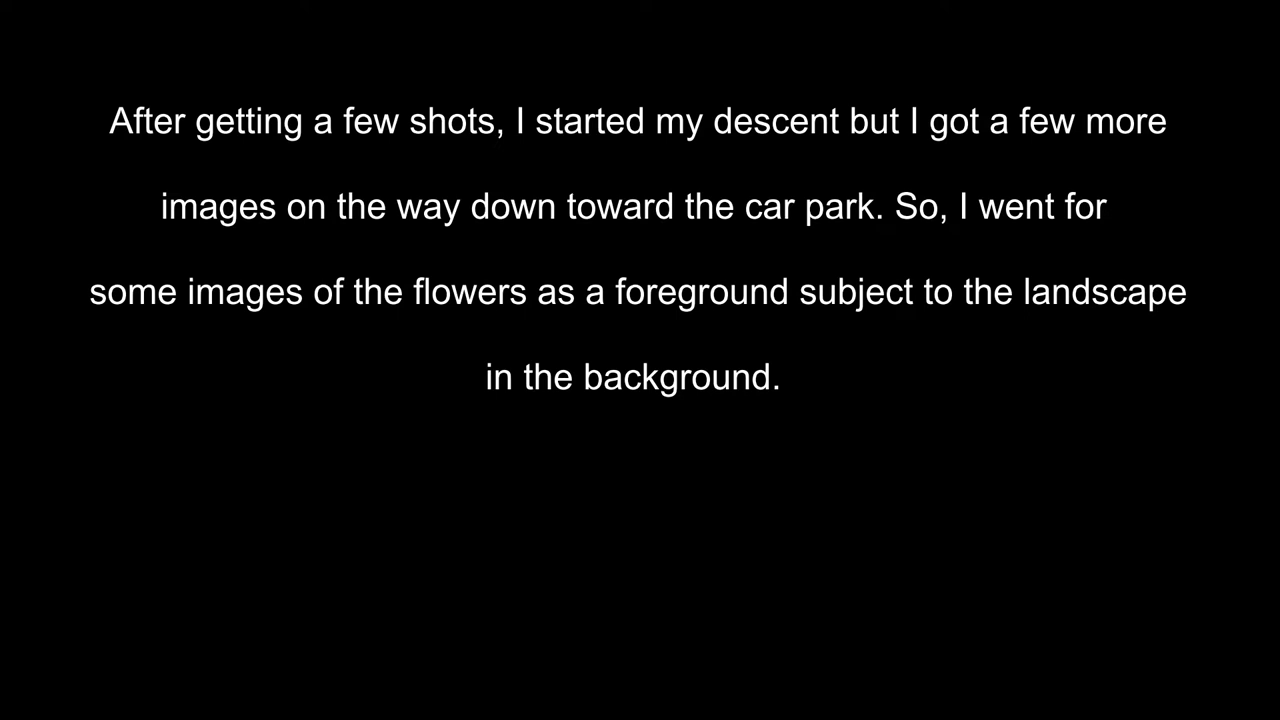 After getting a few shots, I started my descent but I got a few more
images on the way down toward the car park. So, I went for
some images of the flowers as a foreground subject to the landscape
in the background.